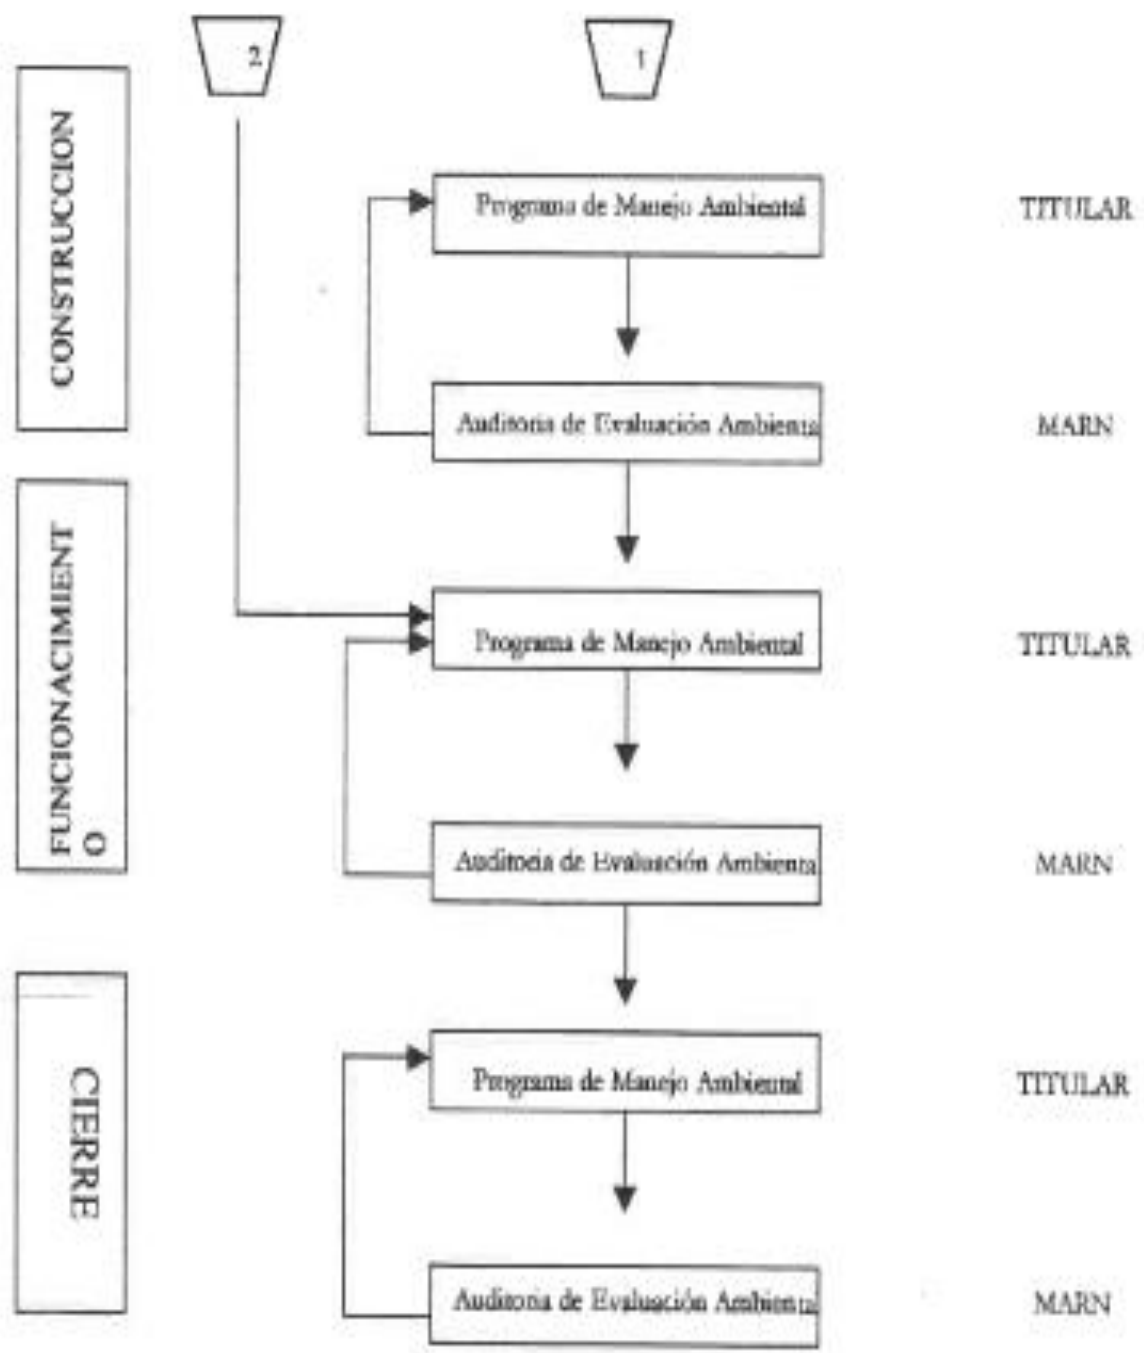 2
1
CONSTRUCCION
Programa de Manejo Ambiental
TITULAR
Auditoria de Evaluación Ambienta
MARN
FUNCIONACIMIENT
O
Programa de Manejo Ambiental
TITULAR
Auditoria de Evaluación Ambienta
MARN
CIERRE
Programa de Manejo Ambiental
TITULAR
Auditoria de Evaluación Ambienta
MARN